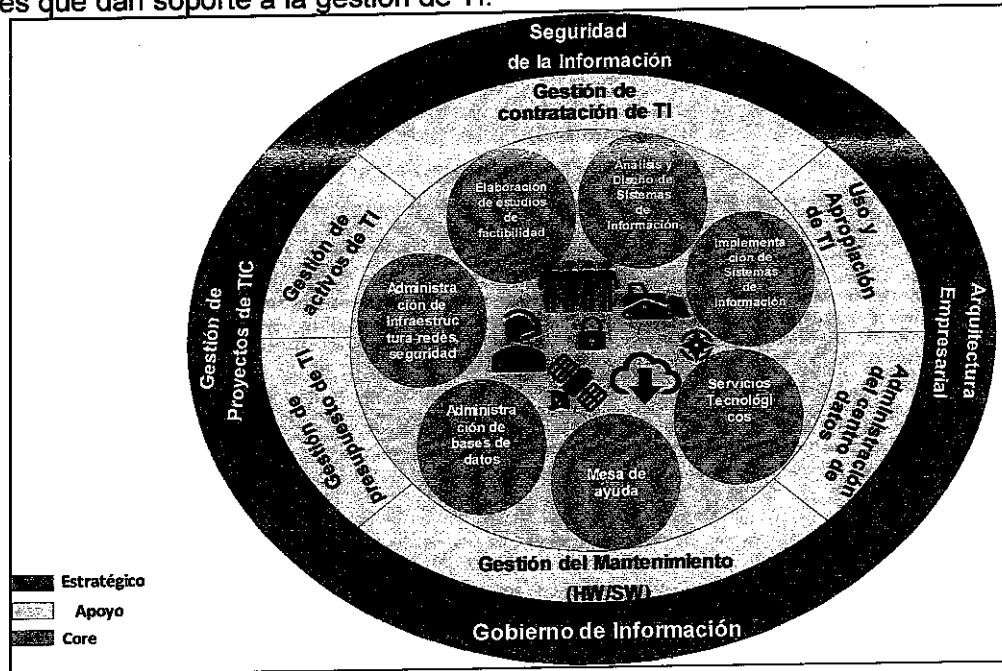 es que dan soporte a la gestión de TI.
Seguridad
de la Información
Gestión de
contratación de TI
Elaboración
de estudios
de
factibilidad
Análisis y
Diseño de
Sistemas
de
Información
Uso y
Apropiación
de TI
Gestión de
activos de TI
Implementa
ción de
Sistemas
de
Información
Administra
ción de
infraestruc
tura-redes,
seguridad
Gestión de
Proyectos de TIC
Arquitectura
Empresarial
Gestión de
presupuesto de TI
Administra
ción de
bases de
datos
Servicios
Tecnológi
cos
Administración
del centro de
datos
Mesa de
ayuda
Gestión del Mantenimiento
(HW/SW)
Gobierno de Información
Estratégico
Apoyo
Core